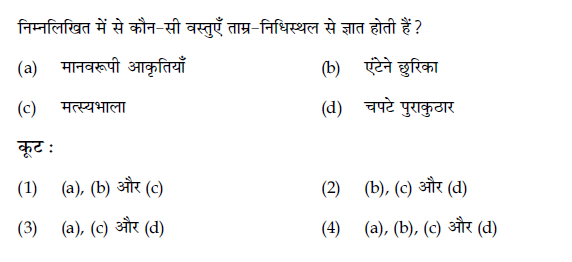 निम्नलिखित में से कौन-सी वस्तुएँ ताम्र-निधिस्थल से ज्ञात होती हैं ?
(a) मानवरूपी आकृतियाँ (b) एंटेने छुरिका
(c) मत्स्यभाला (d) चपटे पुराकुठार
कूट :
(1) (a), (b) और (c) (2) (b), (c) और (d)
(3) (a), (c) और (d) (4) (a), (b), (c) और (d)